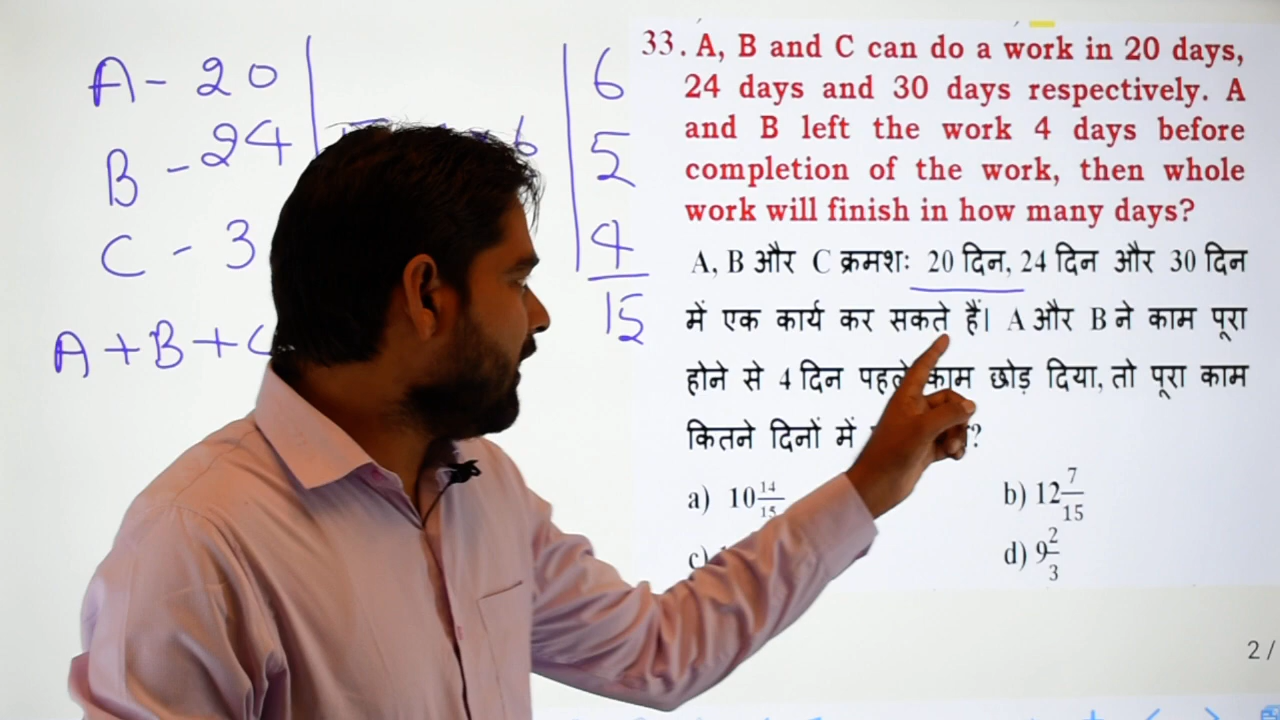 A - 20
B - 24
C - 3
A + B + C
6
5
4
15
33. A, B and C can do a work in 20 days,
24 days and 30 days respectively. A
and B left the work 4 days before
completion of the work, then whole
work will finish in how many days?
A, B और C क्रमशः 20 दिन, 24 दिन और 30 दिन
में एक कार्य कर सकते हैं। A और B ने काम पूरा
होने से 4 दिन पहले काम छोड़ दिया, तो पूरा काम
कितने दिनों में ?
a) 10 14/15
b) 12 7/15
c)
d) 9 2/3
2 /